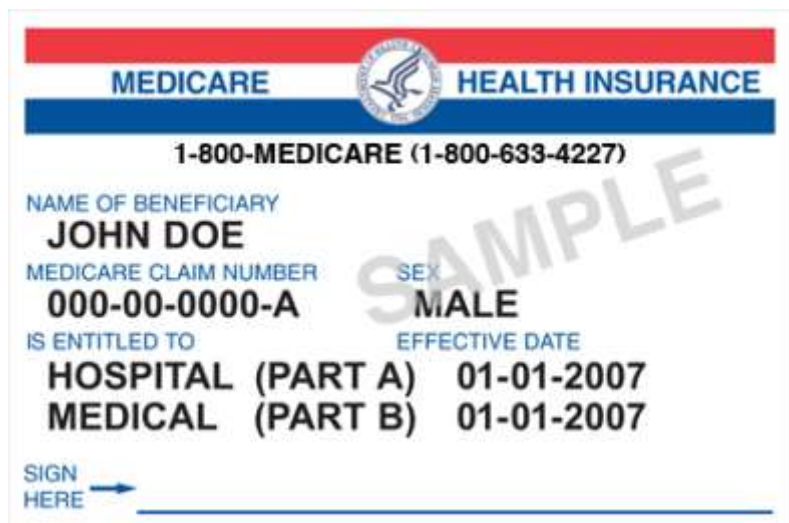 MEDICARE HEALTH INSURANCE
1-800-MEDICARE (1-800-633-4227)
NAME OF BENEFICIARY
JOHN DOE
MEDICARE CLAIM NUMBER SEX
000-00-0000-A MALE
IS ENTITLED TO EFFECTIVE DATE
HOSPITAL (PART A) 01-01-2007
MEDICAL (PART B) 01-01-2007
SIGN
HERE
SAMPLE